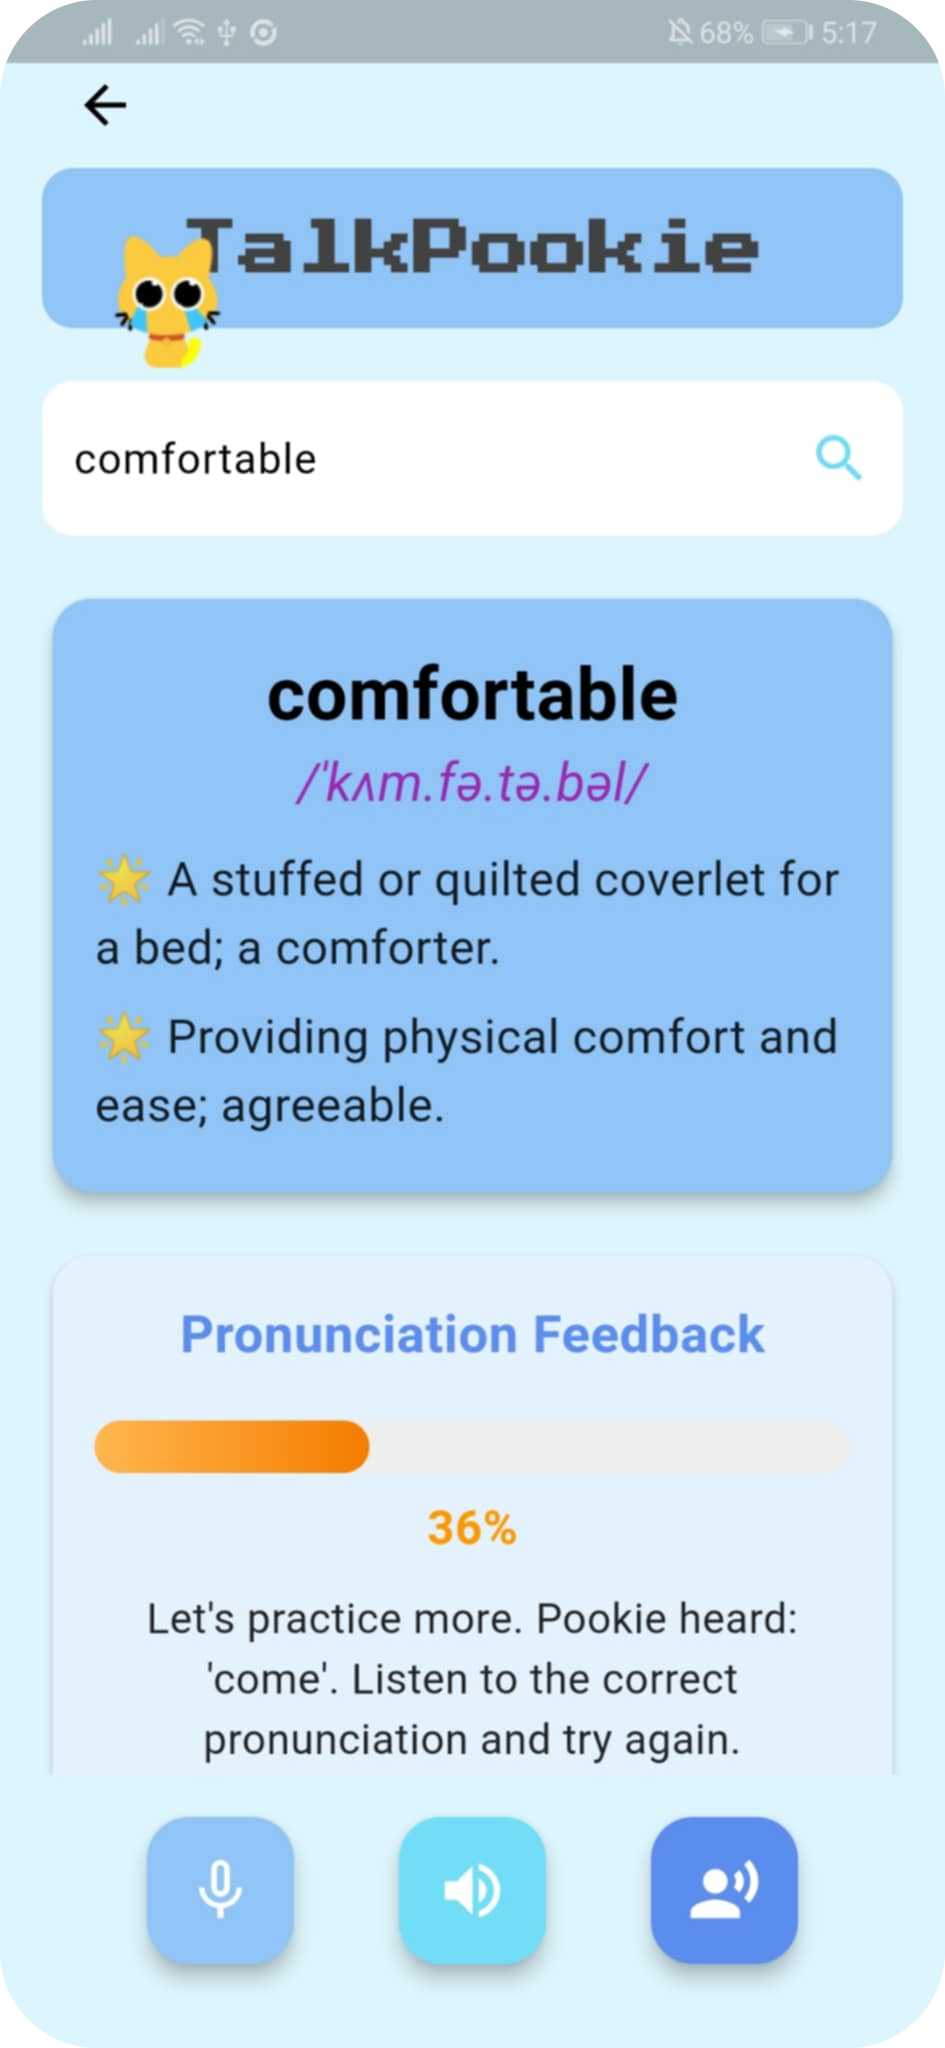 68% 5:17
TalkPookie
comfortable
comfortable
/ˈkʌm.fə.tə.bəl/
🌟 A stuffed or quilted coverlet for
a bed; a comforter.
🌟 Providing physical comfort and
ease; agreeable.
Pronunciation Feedback
36%
Let's practice more. Pookie heard:
'come'. Listen to the correct
pronunciation and try again.